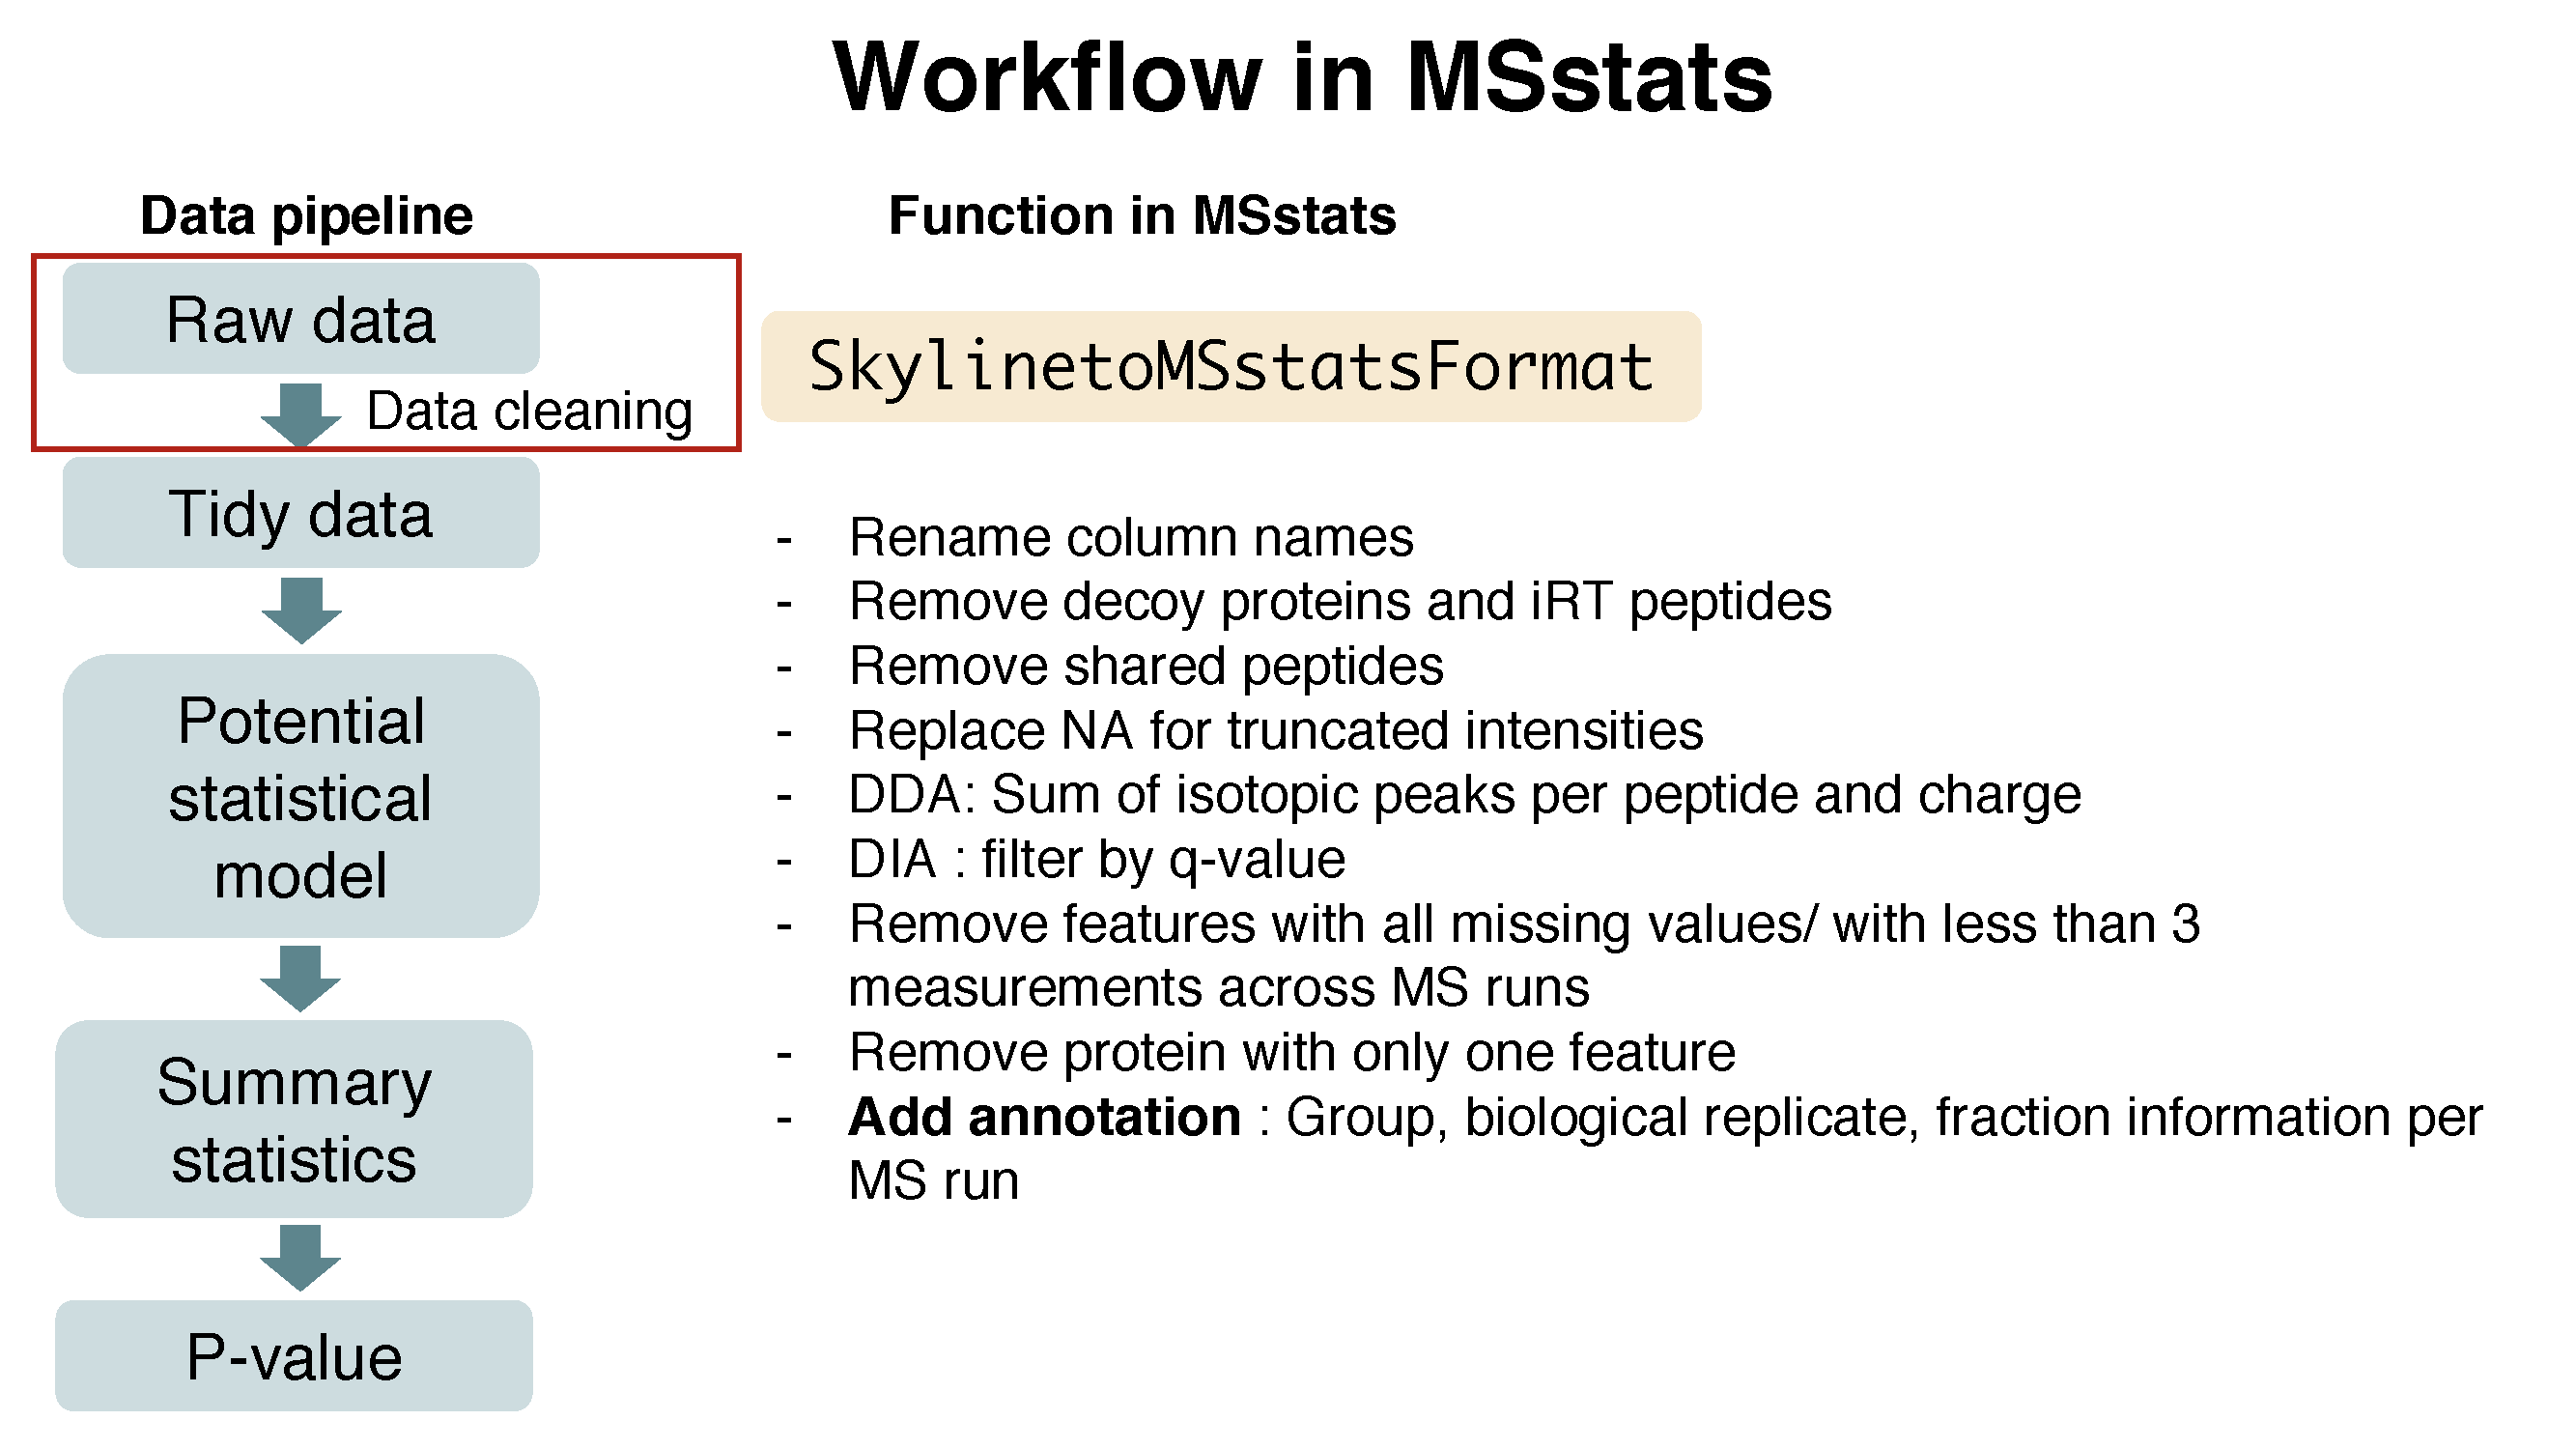 Workflow in MSstats
Data pipeline
Raw data
Data cleaning
Tidy data
Potential
statistical
model
Summary
statistics
P-value
Function in MSstats
SkylinetoMSstatsFormat
- Rename column names
- Remove decoy proteins and iRT peptides
- Remove shared peptides
- Replace NA for truncated intensities
- DDA: Sum of isotopic peaks per peptide and charge
- DIA : filter by q-value
- Remove features with all missing values/ with less than 3
measurements across MS runs
- Remove protein with only one feature
- Add annotation : Group, biological replicate, fraction information per
MS run